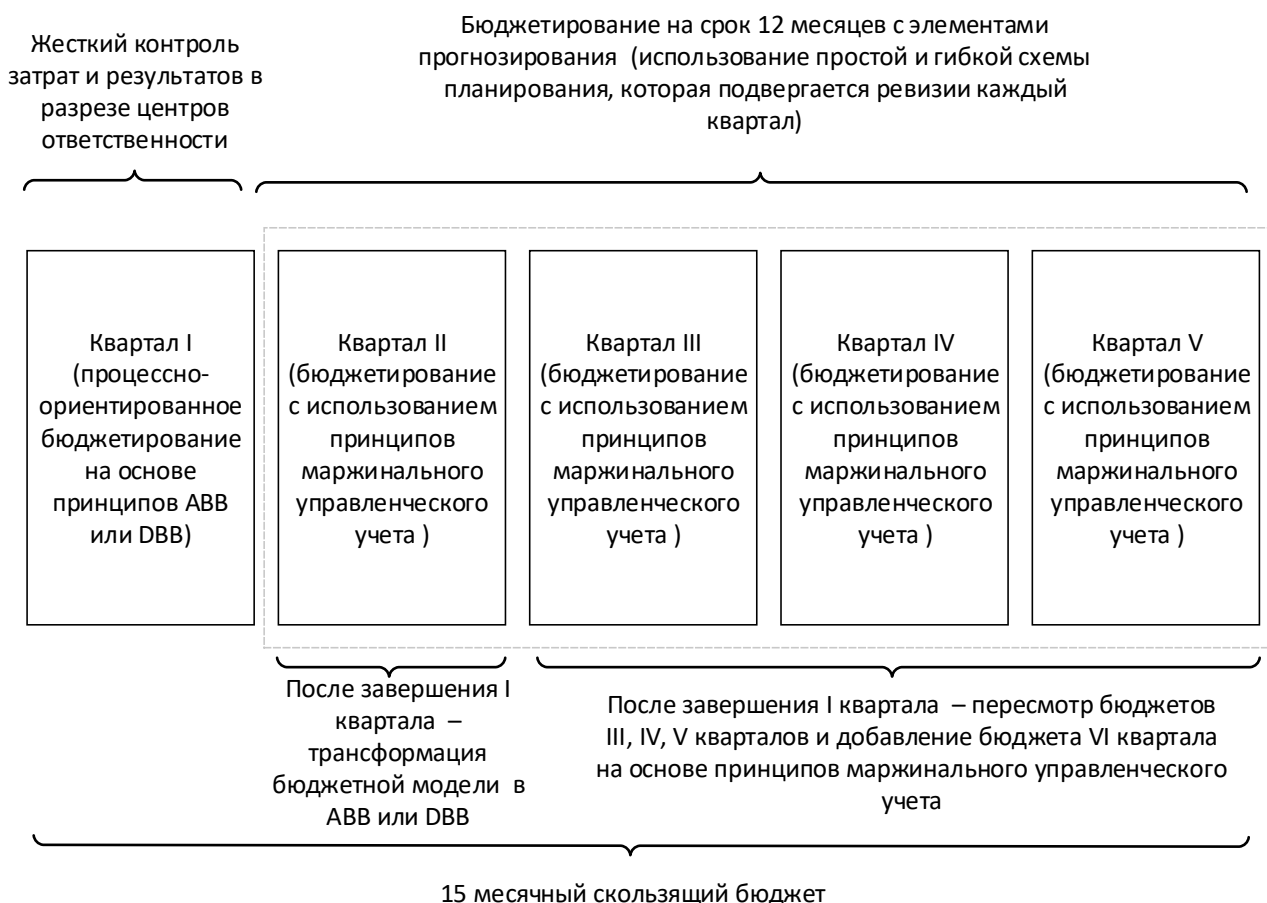 Жесткий контроль
затрат и результатов в
разрезе центров
ответственности
Бюджетирование на срок 12 месяцев с элементами
прогнозирования (использование простой и гибкой схемы
планирования, которая подвергается ревизии каждый
квартал)
Квартал I
(процессно-
ориентированное
бюджетирование
на основе
принципов ABB
или DBB)
Квартал II
(бюджетирование
с использованием
принципов
маржинального
управленческого
учета )
Квартал III
(бюджетирование
с использованием
принципов
маржинального
управленческого
учета )
Квартал IV
(бюджетирование
с использованием
принципов
маржинального
управленческого
учета )
Квартал V
(бюджетирование
с использованием
принципов
маржинального
управленческого
учета )
После завершения I
квартала –
трансформация
бюджетной модели в
ABB или DBB
После завершения I квартала – пересмотр бюджетов
III, IV, V кварталов и добавление бюджета VI квартала
на основе принципов маржинального управленческого
учета
15 месячный скользящий бюджет